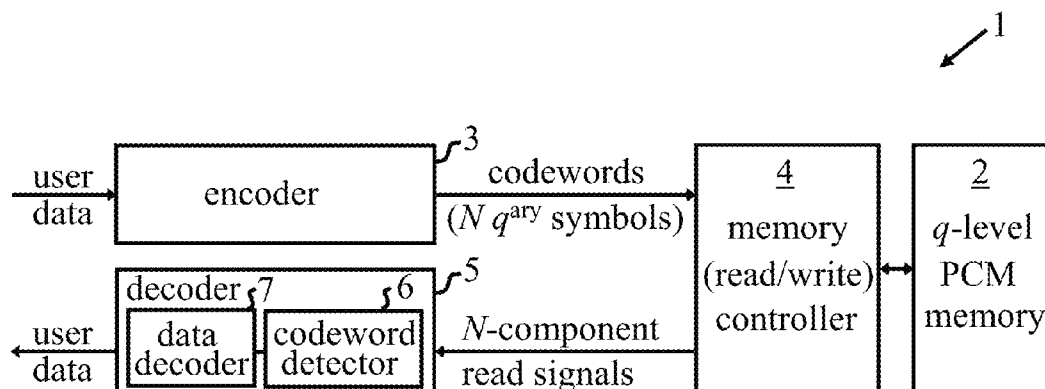 1
3
user
data
encoder
codewords
(N q^ary symbols)
4
memory
(read/write)
controller
2
q-level
PCM
memory
5
decoder
7
6
data
decoder
codeword
detector
user
data
N-component
read signals